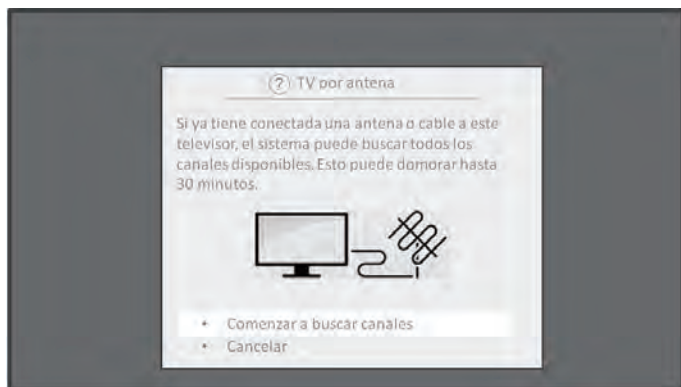 ? TV por antena
Si ya tiene conectada una antena o cable a este
televisor, el sistema puede buscar todos los
canales disponibles. Esto puede domorar hasta
30 minutos.
• Comenzar a buscar canales
• Cancelar